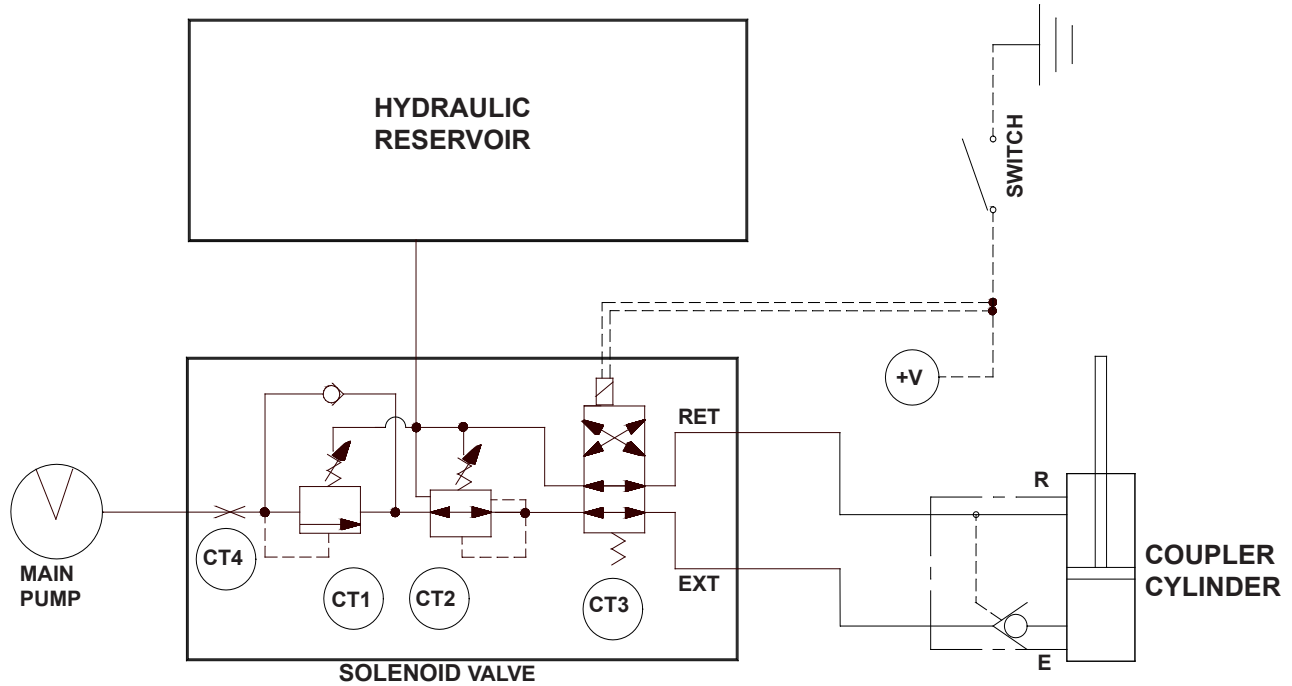 HYDRAULIC
RESERVOIR
SWITCH
+V
RET
R
MAIN
PUMP
CT4
CT1
CT2
CT3
EXT
COUPLER
CYLINDER
E
SOLENOID VALVE